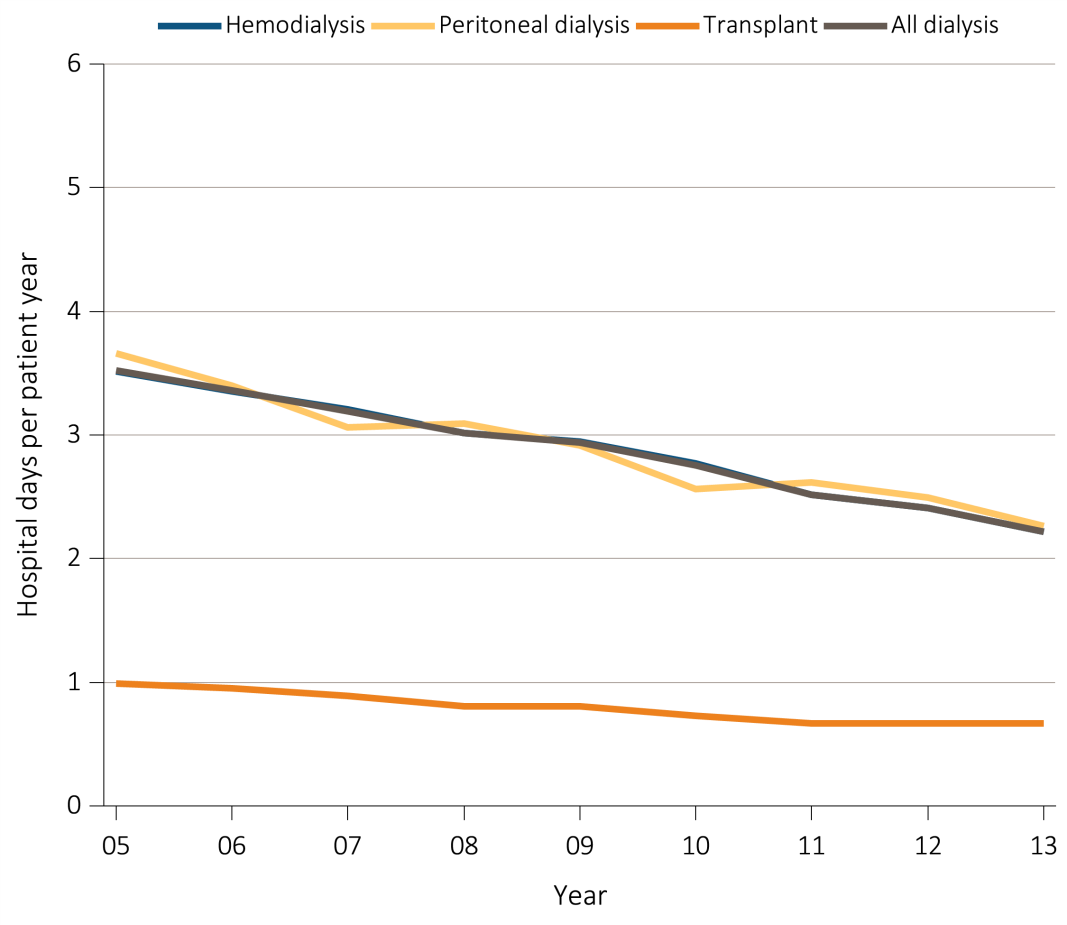 Hemodialysis Peritoneal dialysis Transplant All dialysis
6
5
4
3
2
1
0
Hospital days per patient year
05 06 07 08 09 10 11 12 13
Year